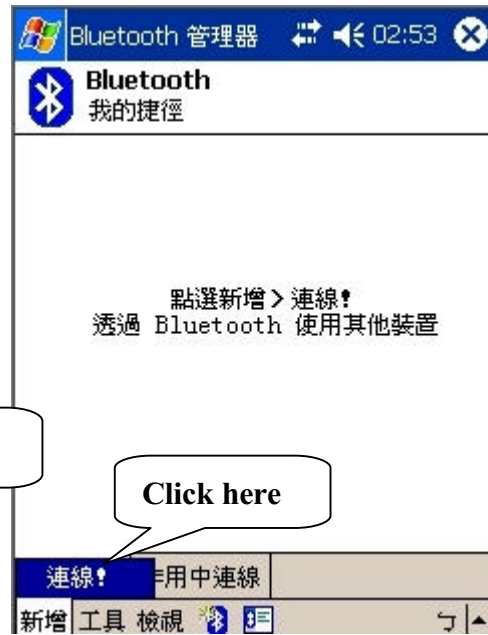 Bluetooth 管理器 02:53
Bluetooth
我的捷徑
點選新增>連線!
透過 Bluetooth 使用其他裝置
Click here
連線! 用中連線
新增 工具 檢視 ㄅ